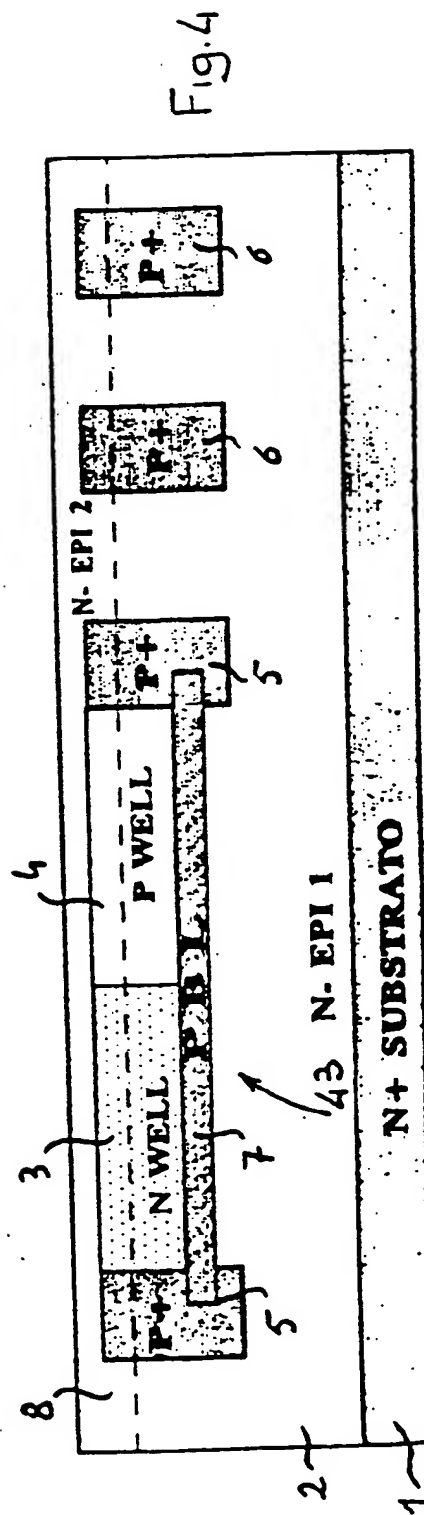 Fig.4
8
3
4
N- EPI 2
P+
N WELL
P WELL
P+
P+
P+
P B L
5
7
43
5
6
6
2
N- EPI 1
1
N+ SUBSTRATO